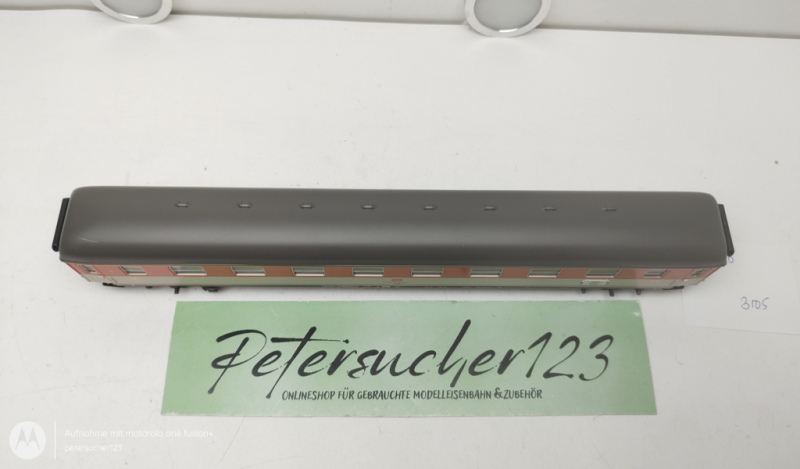 3105
Petersucher123
ONLINESHOP FÜR GEBRAUCHTE MODELLEISENBAHN & ZUBEHÖR
Aufnahme mit motorola one fusion+
petersucher123